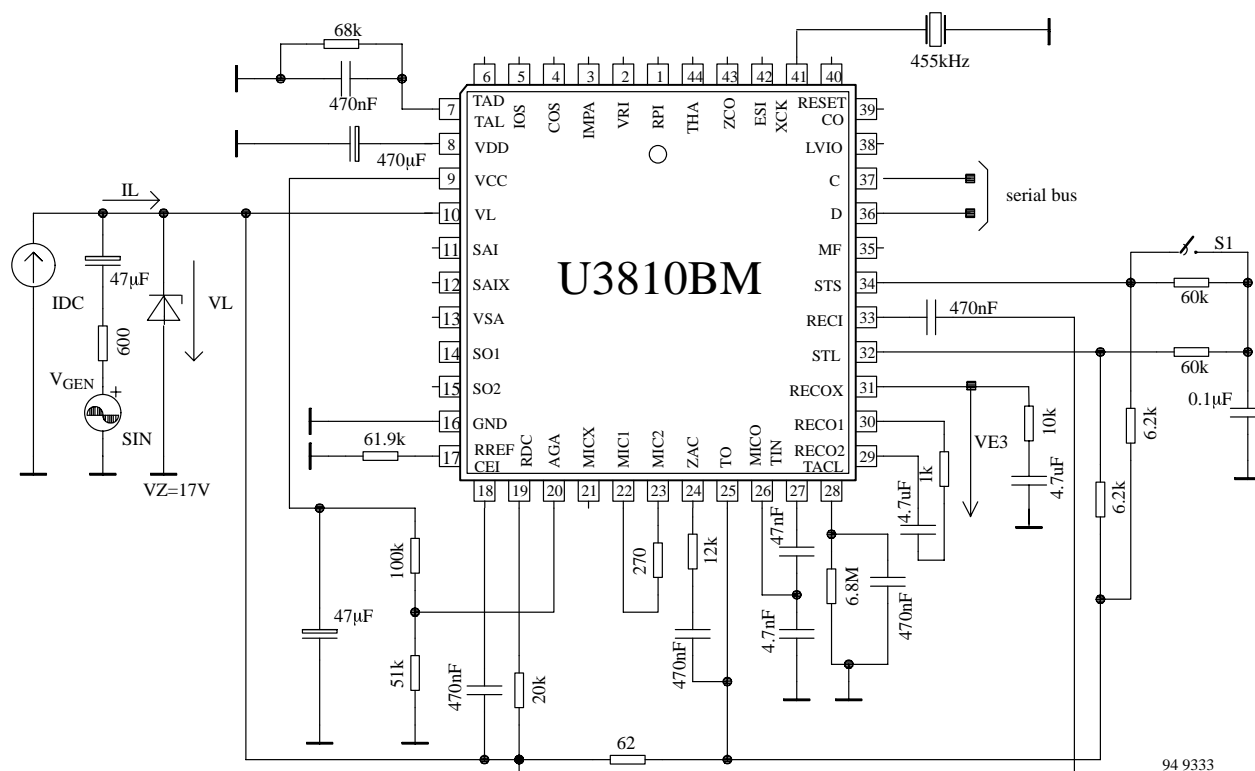 68k
470nF
470µF
455kHz
6
5
4
3
2
1
44
43
42
41
40
IOS
COS
IMPA
VRI
RPI
THA
ZCO
ESI
XCK
7
TAD
TAL
8
VDD
9
VCC
10
VL
11
SAI
12
SAIX
13
VSA
14
SO1
15
SO2
16
GND
17
RREF
CEI
U3810BM
RESET
CO
39
LVIO
38
C
37
D
36
MF
35
STS
34
RECI
33
STL
32
RECOX
31
RECO1
30
RECO2
TACL
29
RDC
AGA
MICX
MIC1
MIC2
ZAC
TO
MICO
TIN
18
19
20
21
22
23
24
25
26
27
28
serial bus
S1
60k
60k
470nF
0.1µF
6.2k
6.2k
10k
4.7uF
VE3
1k
4.7uF
IL
IDC
47µF
600
VL
VGEN
+
SIN
VZ=17V
61.9k
100k
51k
47µF
470nF
20k
270
12k
470nF
47nF
4.7nF
6.8M
470nF
62
94 9333